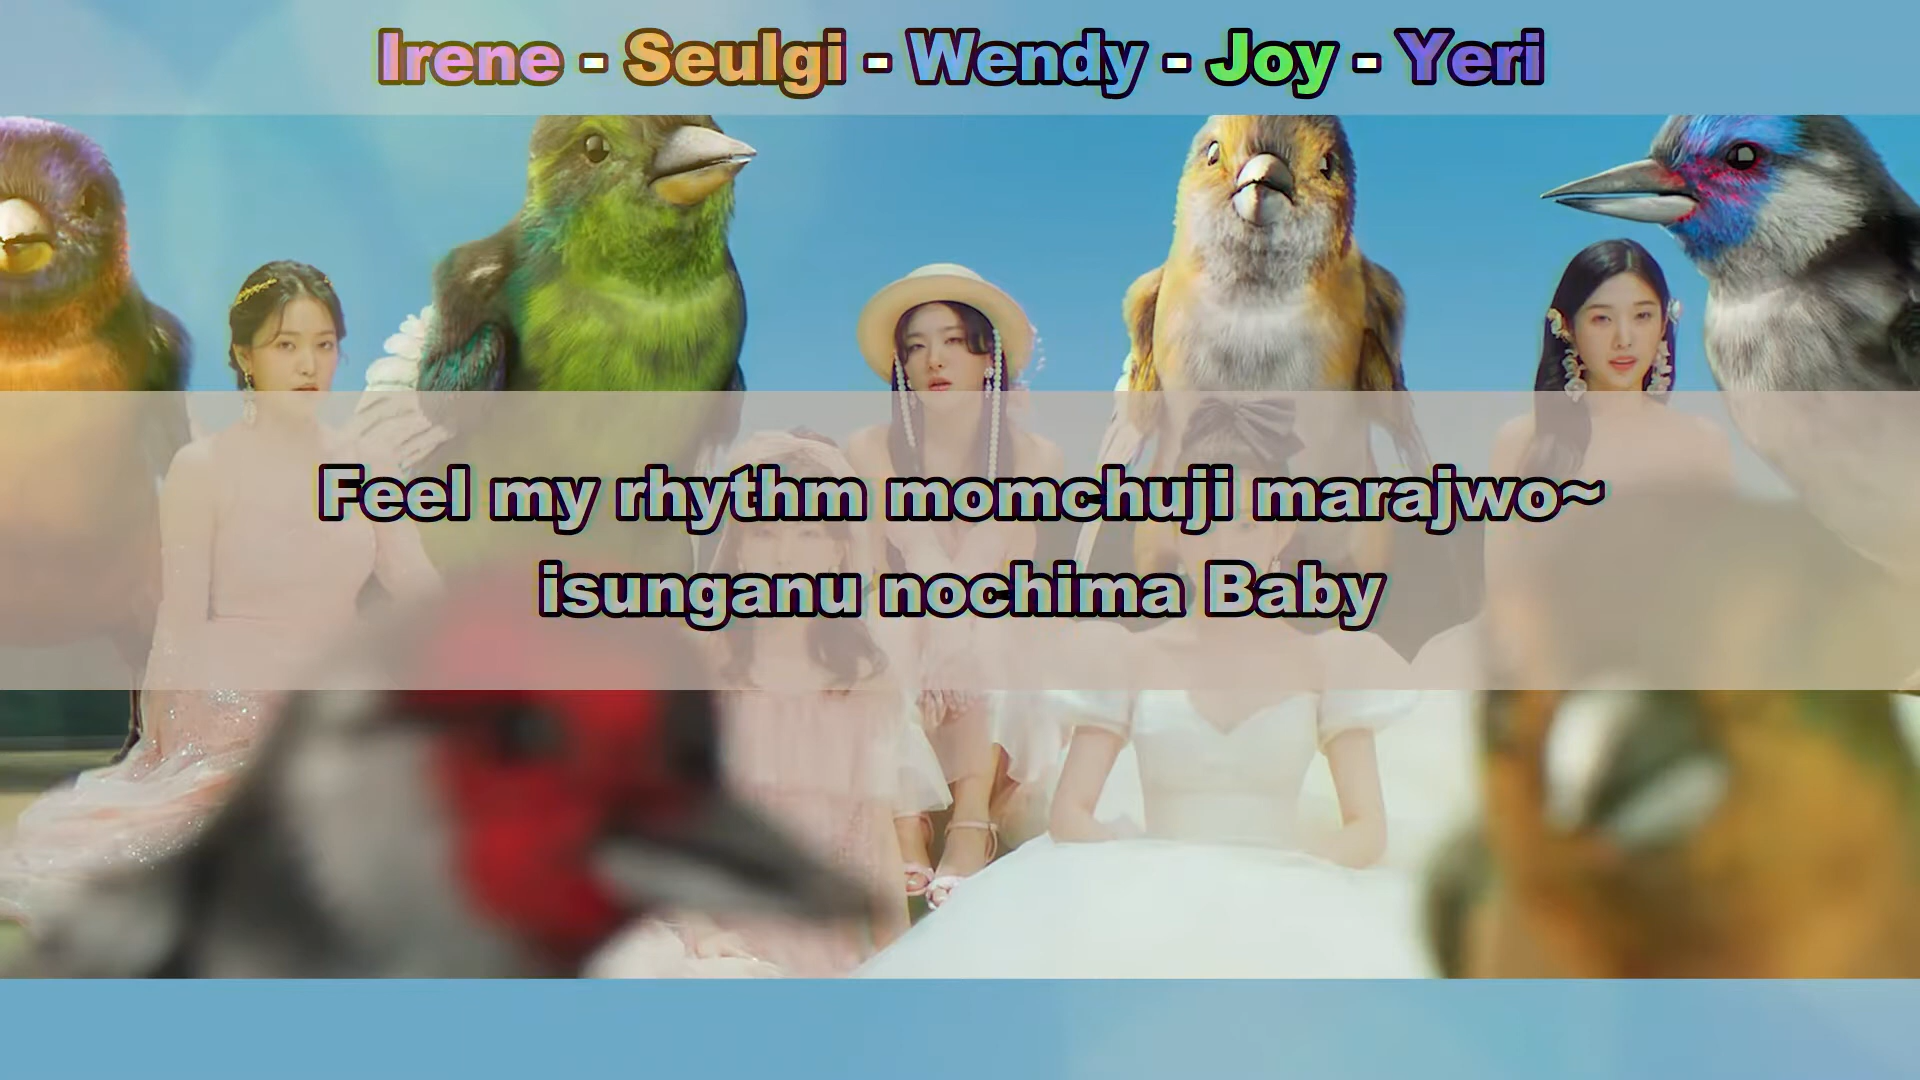 Irene - Seulgi - Wendy - Joy - Yeri
Feel my rhythm momchuji marajwo~
isunganu nochima Baby